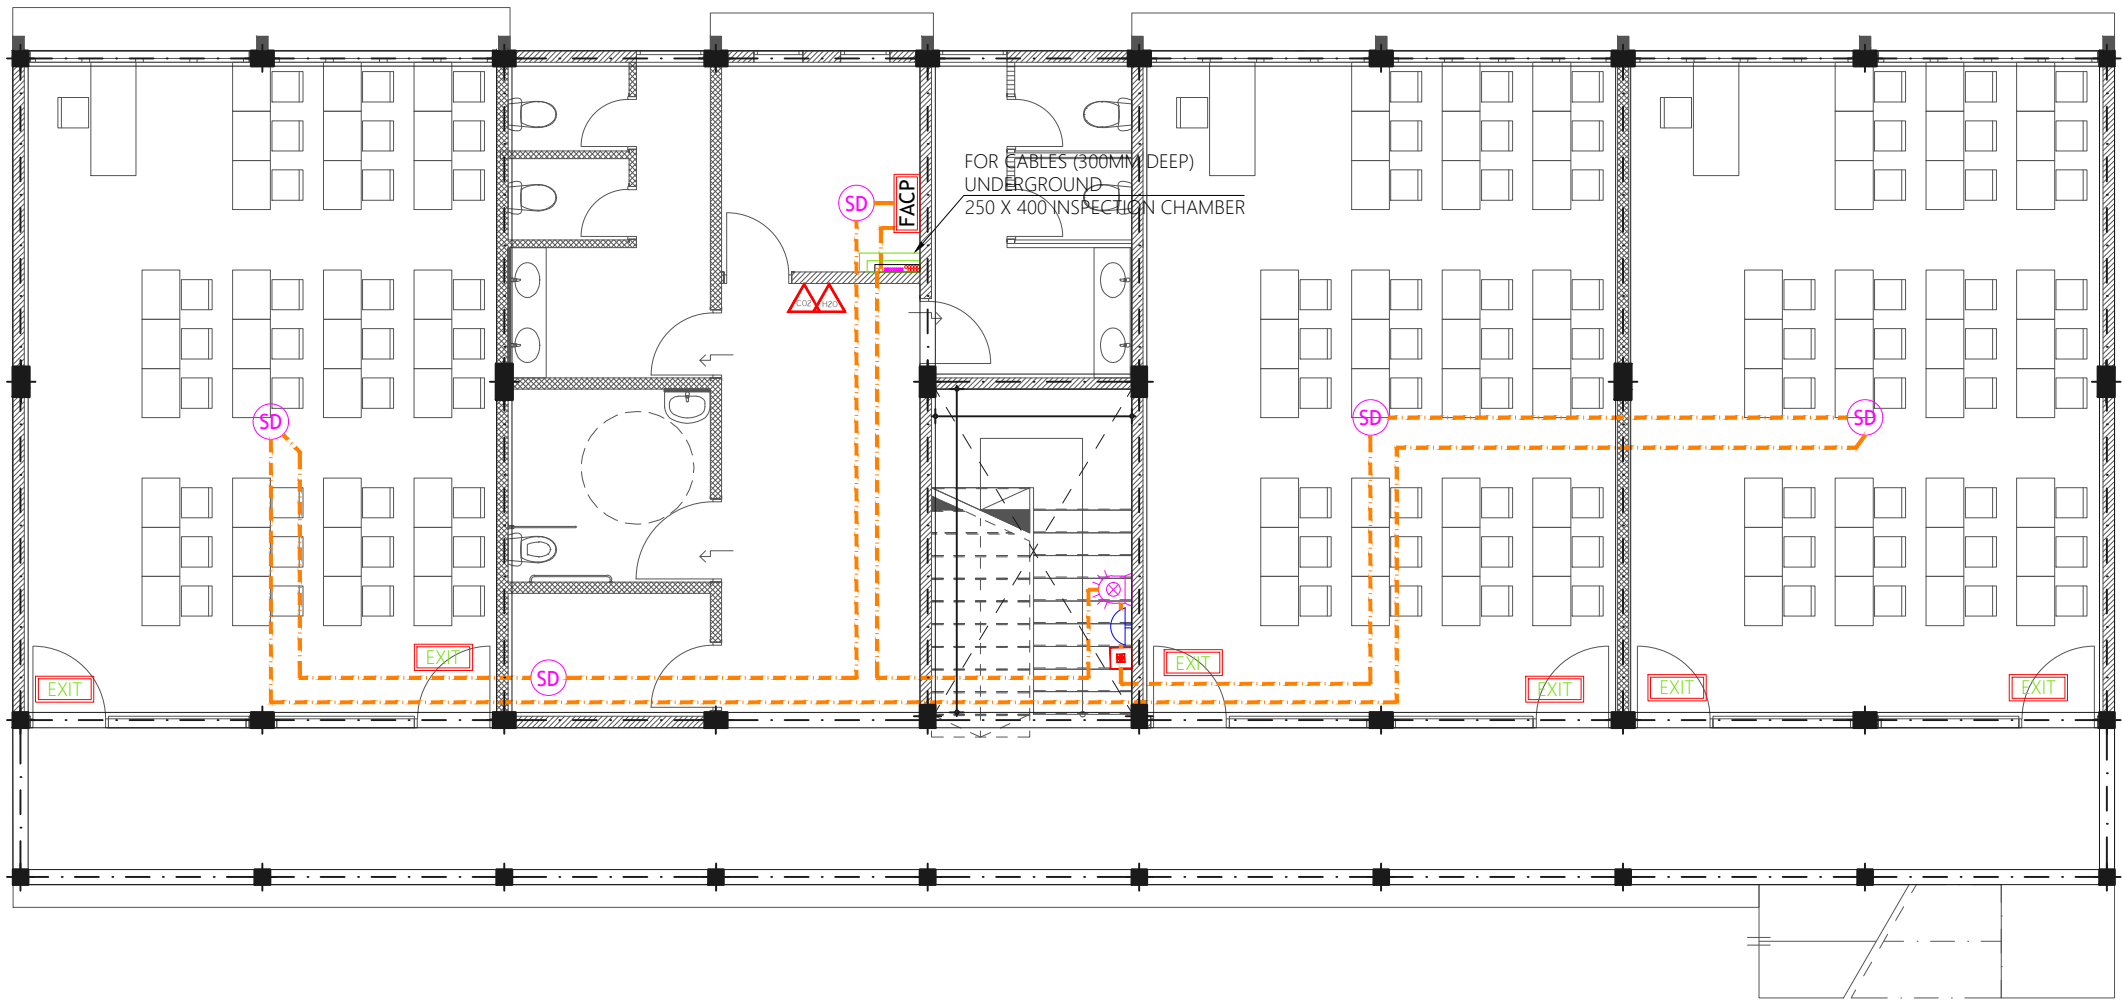 FOR CABLES (300MM DEEP)
UNDERGROUND
250 X 400 INSPECTION CHAMBER
SD
FACP
CO2
H2O
SD
SD
SD
SD
EXIT
EXIT
EXIT
EXIT
EXIT
EXIT